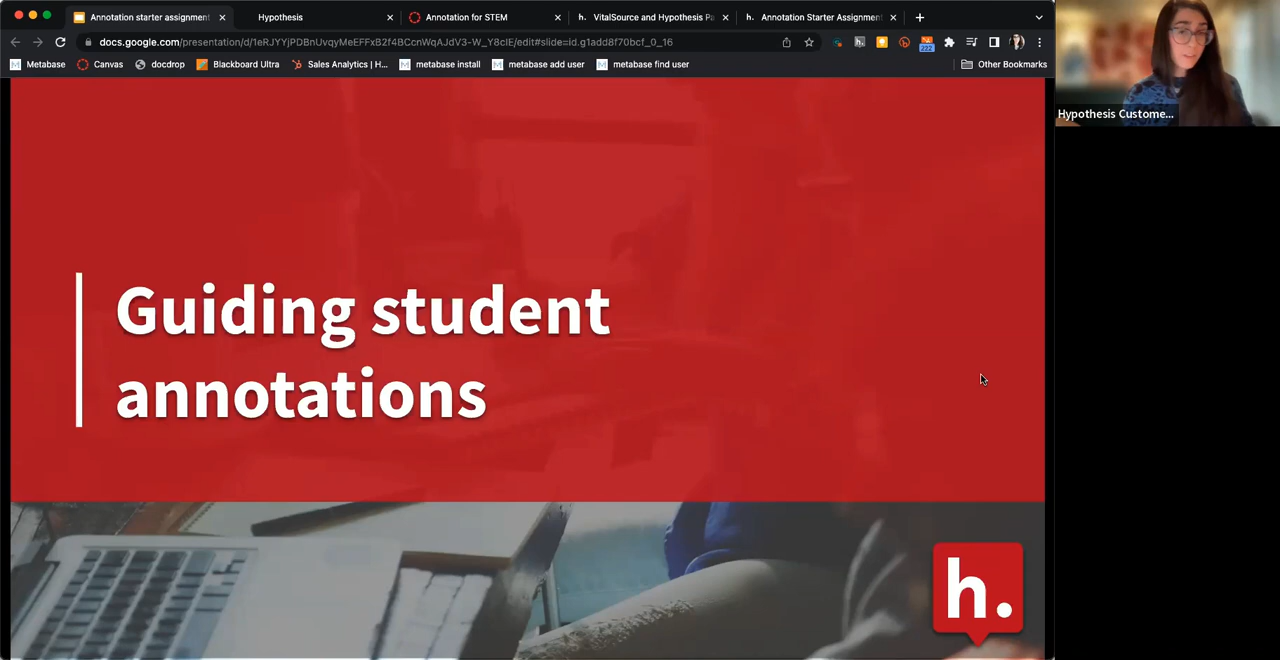 Annotation starter assignment
Hypothesis
Annotation for STEM
h. VitalSource and Hypothesis Pa
h. Annotation Starter Assignment
docs.google.com/presentation/d/1eRJYYjPDBnUvqyMeEFFxB2f4BCcnWqAJdV3-W_Y8cIE/edit#slide=id.g1add8f70bcf_0_16
222
Metabase
Canvas
docdrop
Blackboard Ultra
Sales Analytics | H...
metabase install
metabase add user
metabase find user
Other Bookmarks
Hypothesis Custome...
Guiding student
annotations
h.